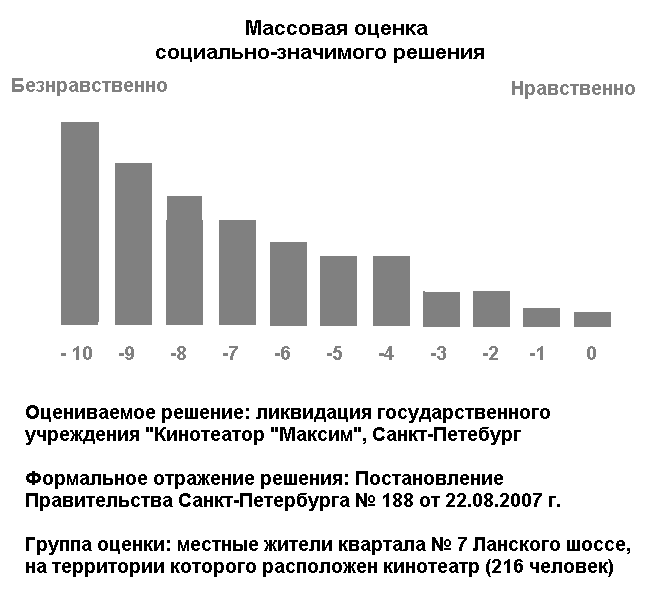 Массовая оценка
социально-значимого решения
Безнравственно
Нравственно
- 10 -9 -8 -7 -6 -5 -4 -3 -2 -1 0
Оцениваемое решение: ликвидация государственного
учреждения "Кинотеатор "Максим", Санкт-Петебург
Формальное отражение решения: Постановление
Правительства Санкт-Петербурга № 188 от 22.08.2007 г.
Группа оценки: местные жители квартала № 7 Ланского шоссе,
на территории которого расположен кинотеатр (216 человек)